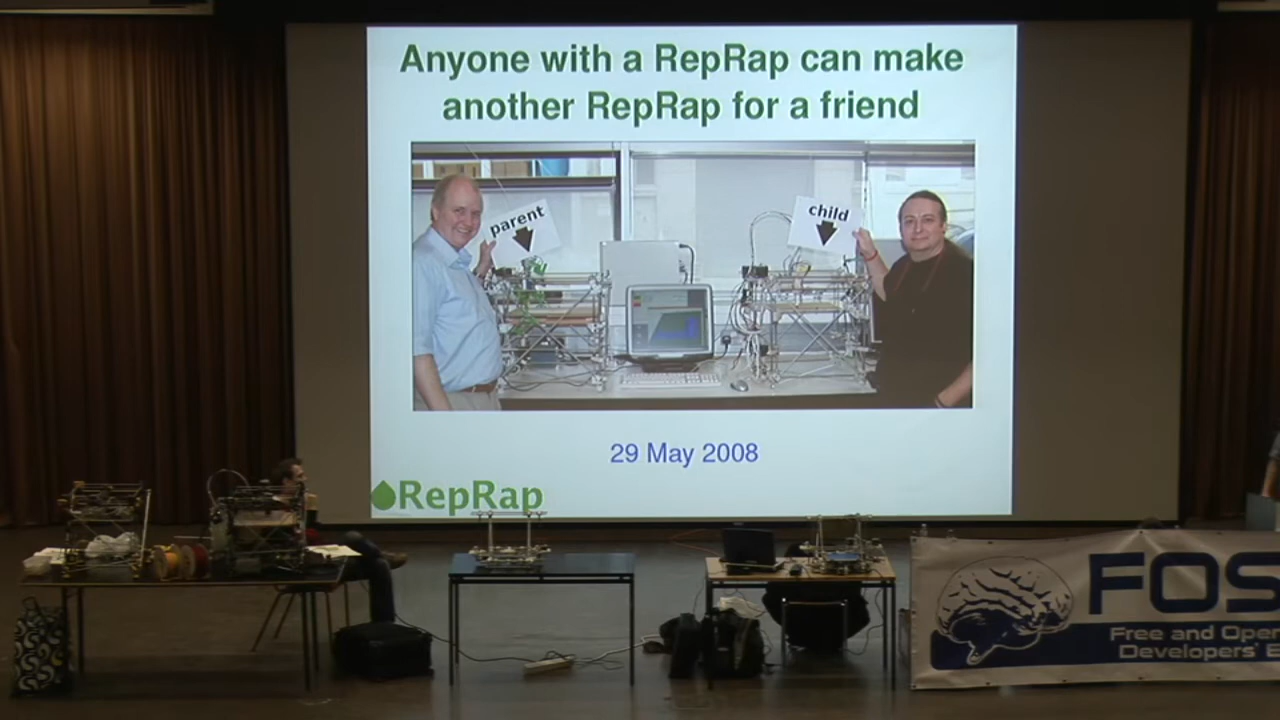 Anyone with a RepRap can make
another RepRap for a friend
parent
child
29 May 2008
RepRap
FOS
Free and Open
Developers' E